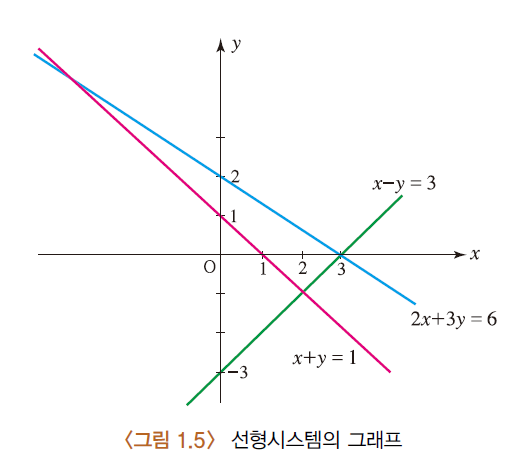 y
2
x−y = 3
1
x
O
1
2
3
2x+3y = 6
x+y = 1
−3
〈그림 1.5〉 선형시스템의 그래프